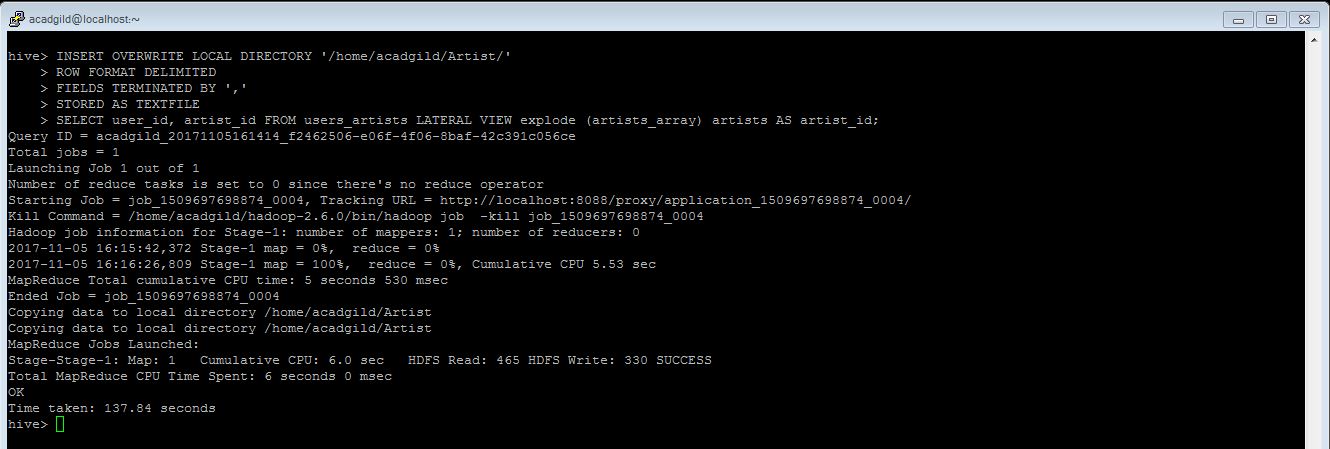 acadgild@localhost:~
hive> INSERT OVERWRITE LOCAL DIRECTORY '/home/acadgild/Artist/'
    > ROW FORMAT DELIMITED
    > FIELDS TERMINATED BY ','
    > STORED AS TEXTFILE
    > SELECT user_id, artist_id FROM users_artists LATERAL VIEW explode (artists_array) artists AS artist_id;
Query ID = acadgild_20171105161414_f2462506-e06f-4f06-8baf-42c391c056ce
Total jobs = 1
Launching Job 1 out of 1
Number of reduce tasks is set to 0 since there's no reduce operator
Starting Job = job_1509697698874_0004, Tracking URL = http://localhost:8088/proxy/application_1509697698874_0004/
Kill Command = /home/acadgild/hadoop-2.6.0/bin/hadoop job  -kill job_1509697698874_0004
Hadoop job information for Stage-1: number of mappers: 1; number of reducers: 0
2017-11-05 16:15:42,372 Stage-1 map = 0%,  reduce = 0%
2017-11-05 16:16:26,809 Stage-1 map = 100%,  reduce = 0%, Cumulative CPU 5.53 sec
MapReduce Total cumulative CPU time: 5 seconds 530 msec
Ended Job = job_1509697698874_0004
Copying data to local directory /home/acadgild/Artist
Copying data to local directory /home/acadgild/Artist
MapReduce Jobs Launched:
Stage-Stage-1: Map: 1   Cumulative CPU: 6.0 sec   HDFS Read: 465 HDFS Write: 330 SUCCESS
Total MapReduce CPU Time Spent: 6 seconds 0 msec
OK
Time taken: 137.84 seconds
hive>